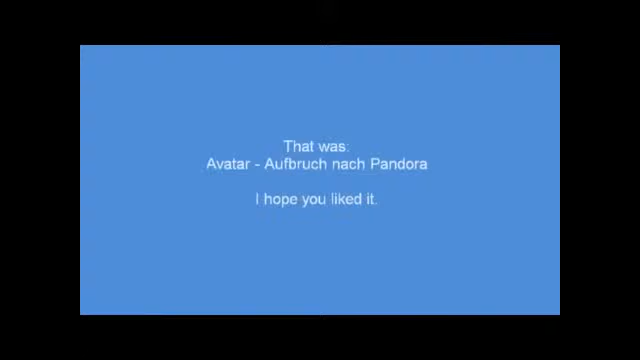 That was:
Avatar - Aufbruch nach Pandora
I hope you liked it.